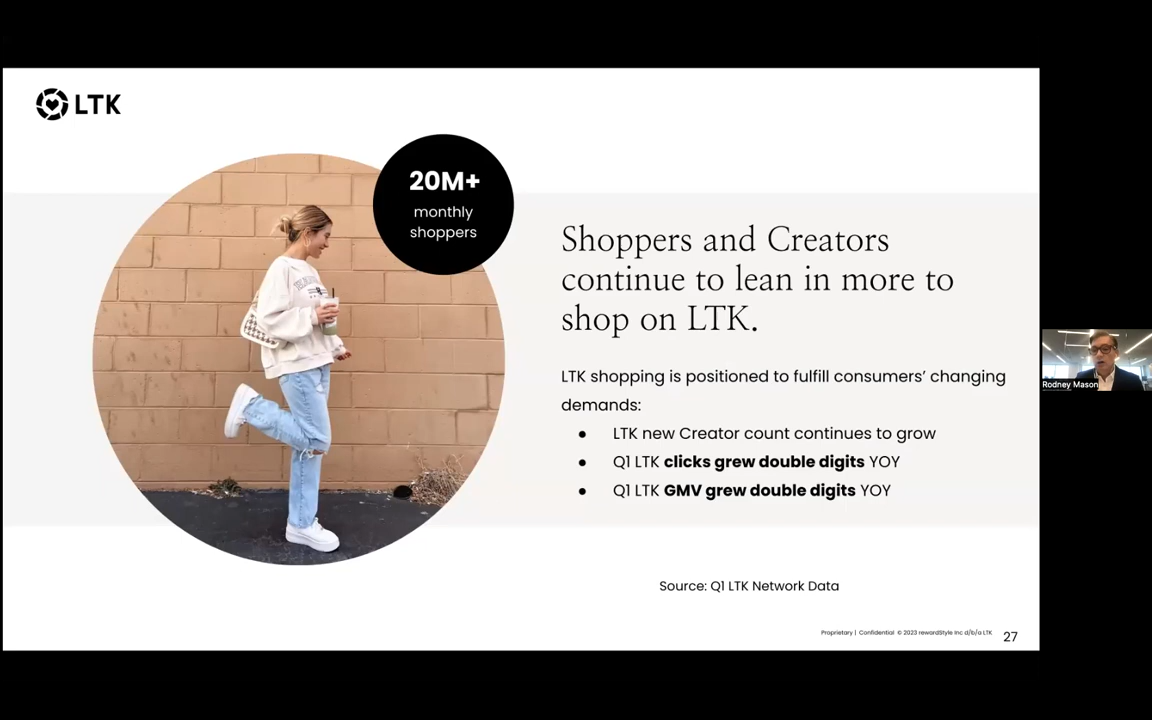 LTK
20M+
monthly
shoppers
Shoppers and Creators
continue to lean in more to
shop on LTK.
LTK shopping is positioned to fulfill consumers’ changing
demands:
● LTK new Creator count continues to grow
● Q1 LTK clicks grew double digits YOY
● Q1 LTK GMV grew double digits YOY
Source: Q1 LTK Network Data
Proprietary | Confidential © 2023 rewardStyle Inc d/b/a LTK
27
Rodney Mason